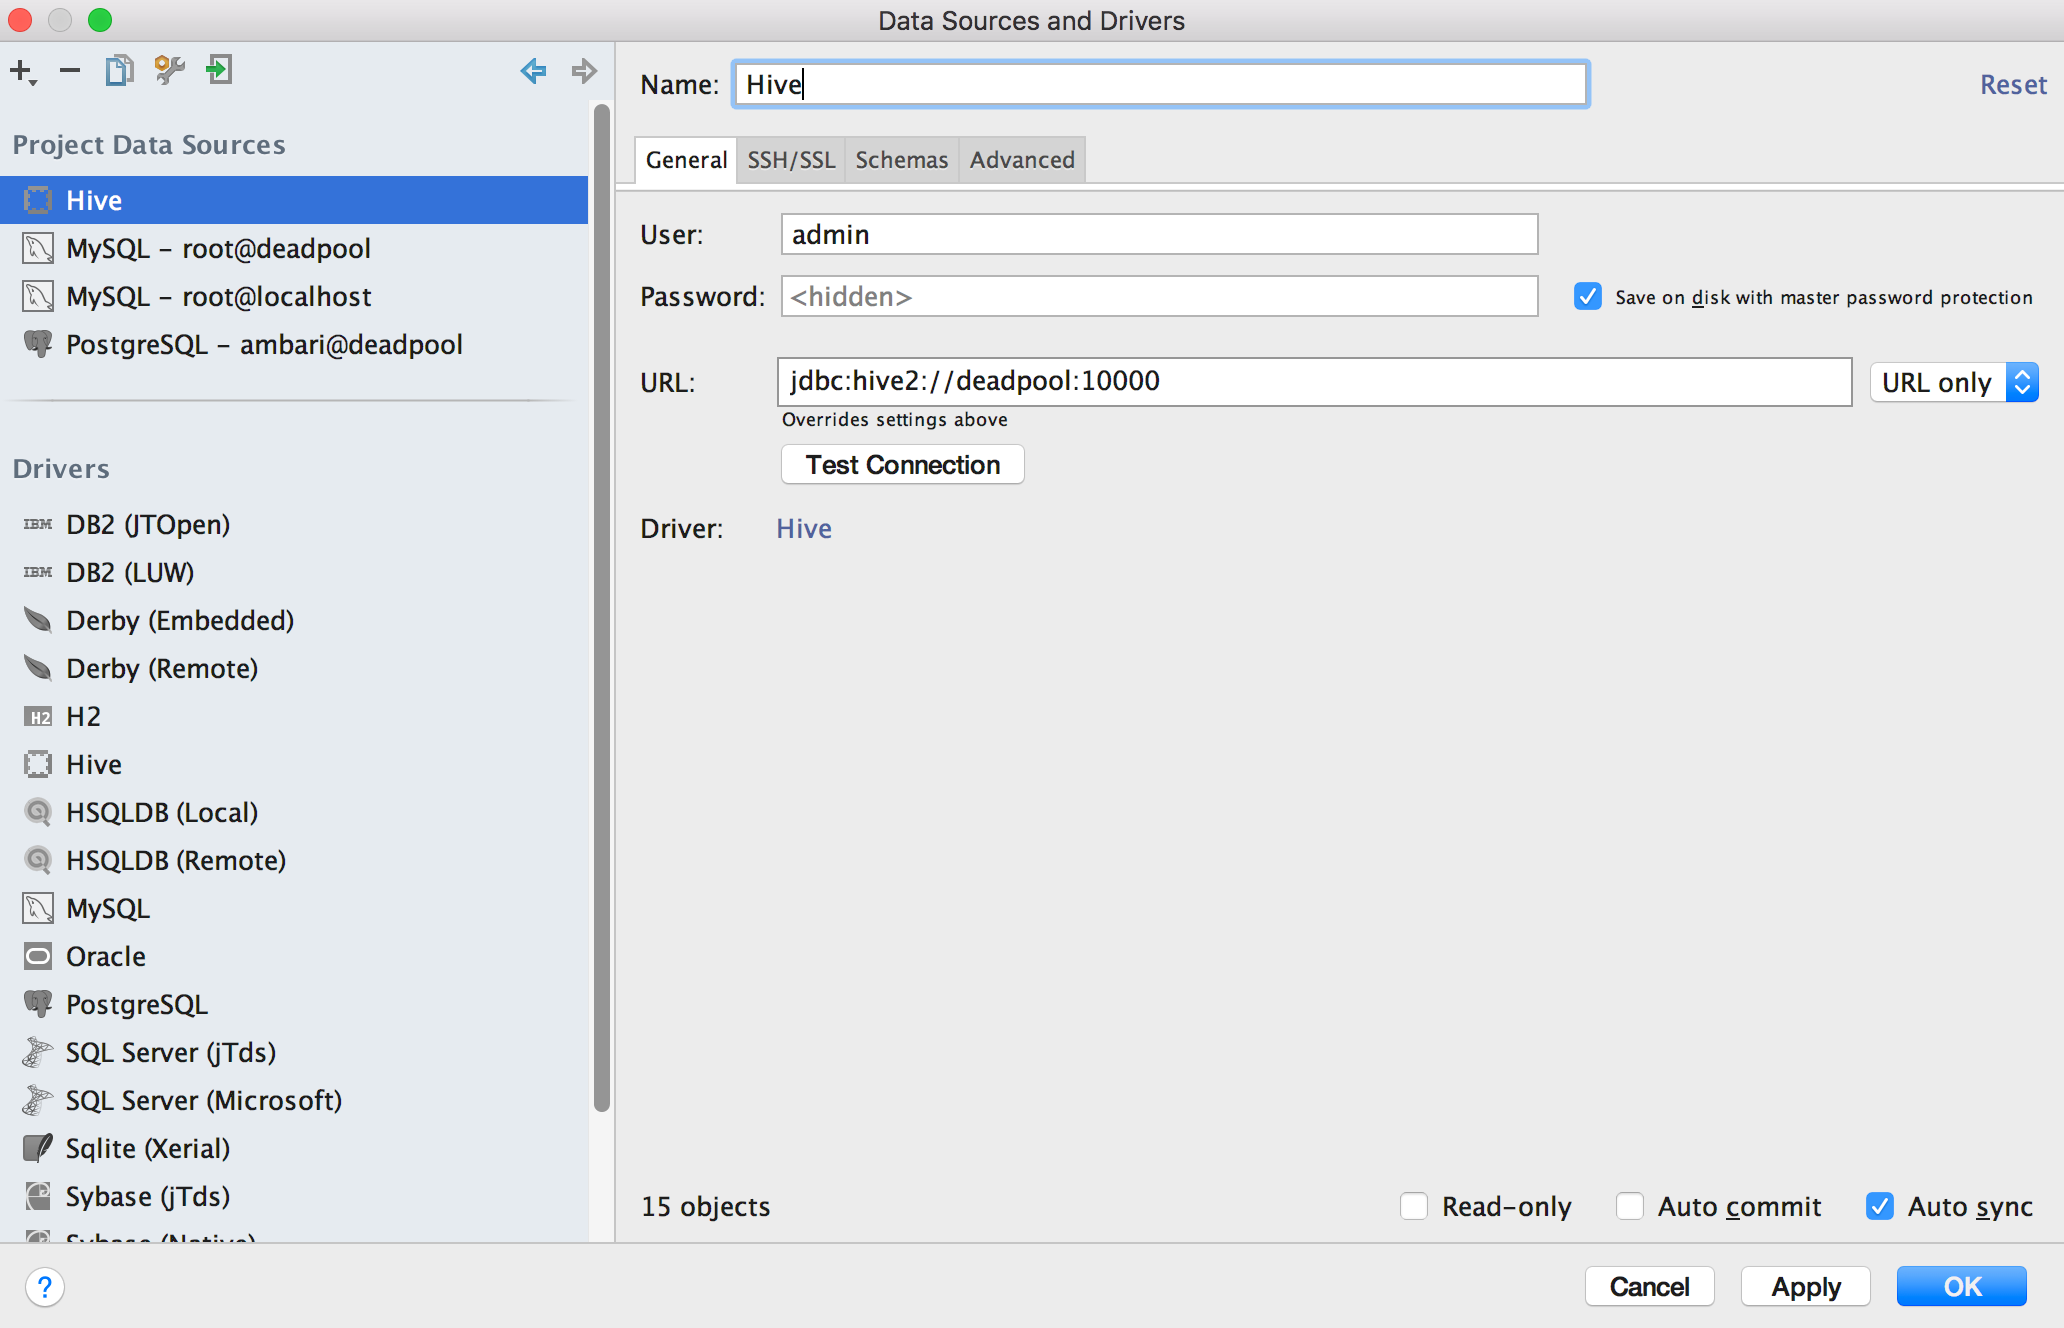 Data Sources and Drivers
Project Data Sources
Hive
MySQL – root@deadpool
MySQL – root@localhost
PostgreSQL – ambari@deadpool
Drivers
IBM DB2 (JTOpen)
IBM DB2 (LUW)
Derby (Embedded)
Derby (Remote)
H2 H2
Hive
HSQLDB (Local)
HSQLDB (Remote)
MySQL
Oracle
PostgreSQL
SQL Server (jTds)
SQL Server (Microsoft)
Sqlite (Xerial)
Sybase (jTds)
Sybase (Native)
Name: Hive Reset
General SSH/SSL Schemas Advanced
User: admin
Password: <hidden> Save on disk with master password protection
URL: jdbc:hive2://deadpool:10000 URL only
Overrides settings above
Test Connection
Driver: Hive
15 objects Read-only Auto commit Auto sync
? Cancel Apply OK